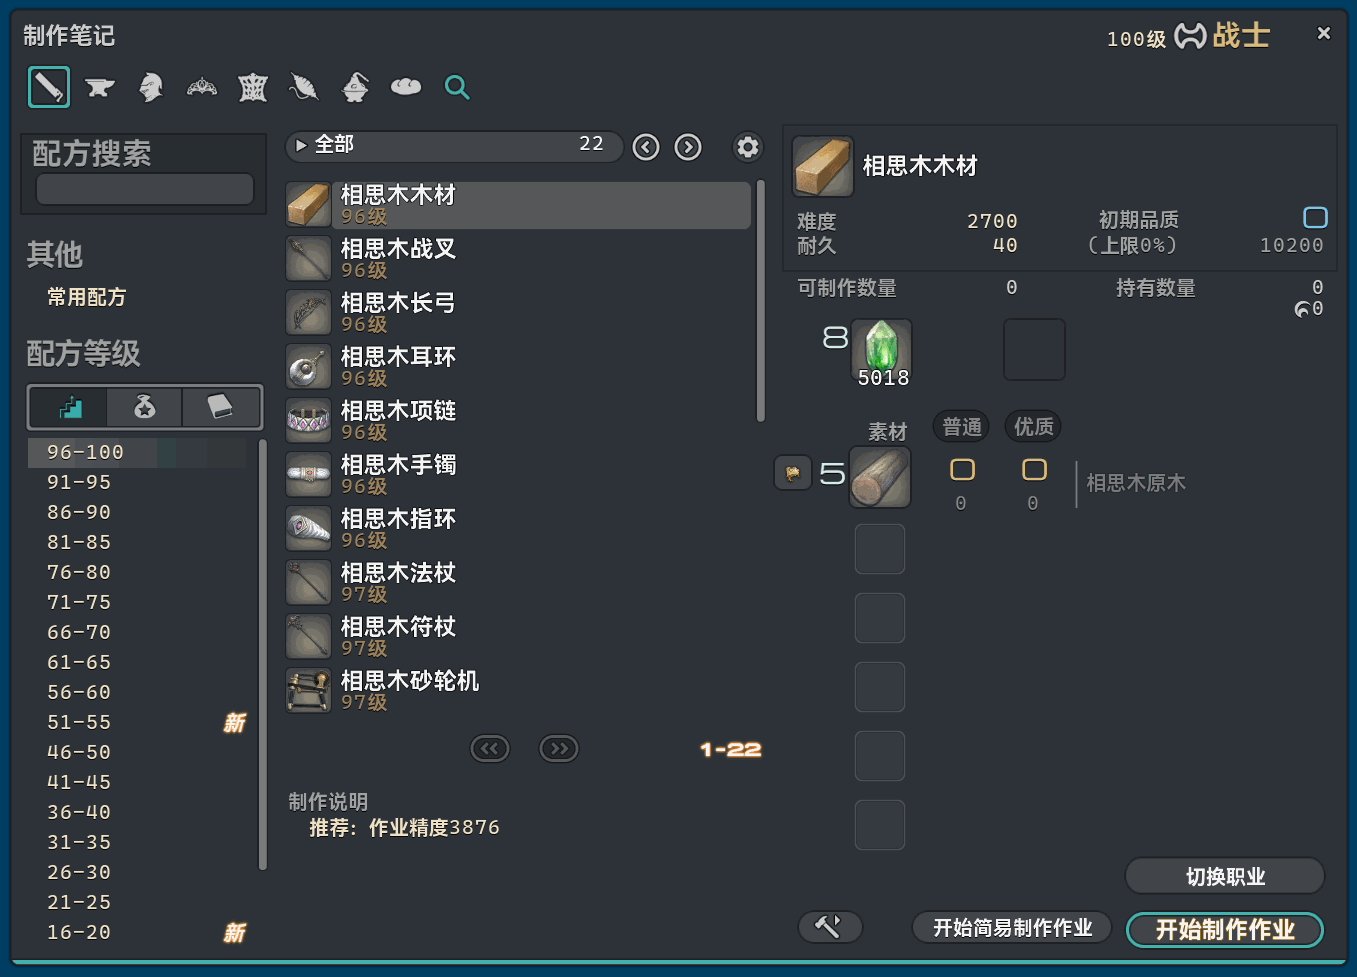 制作笔记
100级 战士
配方搜索
其他
常用配方
配方等级
96-100
91-95
86-90
81-85
76-80
71-75
66-70
61-65
56-60
51-55 新
46-50
41-45
36-40
31-35
26-30
21-25
16-20 新
全部 22
相思木木材
96级
相思木战叉
96级
相思木长弓
96级
相思木耳环
96级
相思木项链
96级
相思木手镯
96级
相思木指环
96级
相思木法杖
97级
相思木符杖
97级
相思木砂轮机
97级
1-22
制作说明
推荐：作业精度3876
相思木木材
难度 2700 初期品质
耐久 40 （上限0%） 10200
可制作数量 0 持有数量 0
0
8
5018
素材 普通 优质
5 相思木原木
0 0
切换职业
开始简易制作作业 开始制作作业